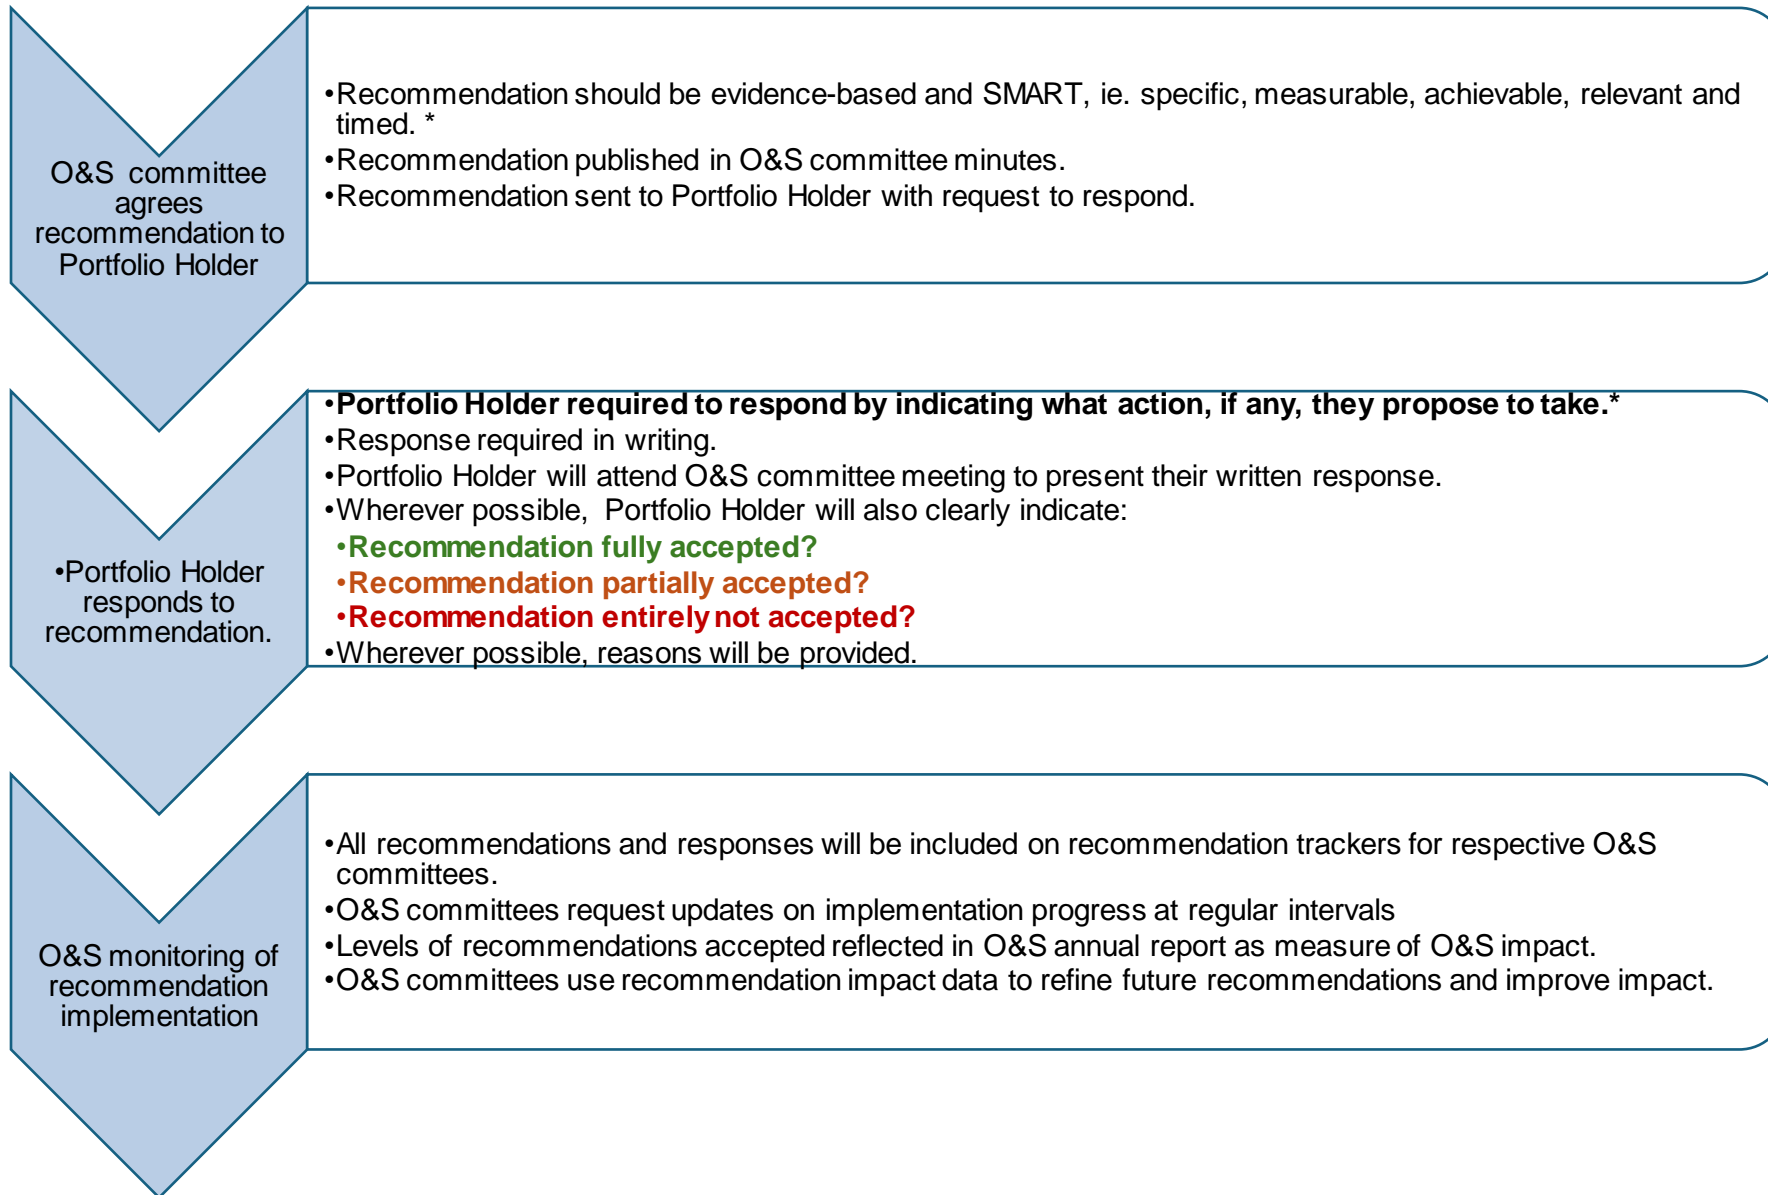 O&S committee
agrees
recommendation to
Portfolio Holder
•Recommendation should be evidence-based and SMART, ie. specific, measurable, achievable, relevant and
timed. *
•Recommendation published in O&S committee minutes.
•Recommendation sent to Portfolio Holder with request to respond.
•Portfolio Holder
responds to
recommendation.
•Portfolio Holder required to respond by indicating what action, if any, they propose to take.*
•Response required in writing.
•Portfolio Holder will attend O&S committee meeting to present their written response.
•Wherever possible, Portfolio Holder will also clearly indicate:
•Recommendation fully accepted?
•Recommendation partially accepted?
•Recommendation entirely not accepted?
•Wherever possible, reasons will be provided.
O&S monitoring of
recommendation
implementation
•All recommendations and responses will be included on recommendation trackers for respective O&S
committees.
•O&S committees request updates on implementation progress at regular intervals
•Levels of recommendations accepted reflected in O&S annual report as measure of O&S impact.
•O&S committees use recommendation impact data to refine future recommendations and improve impact.